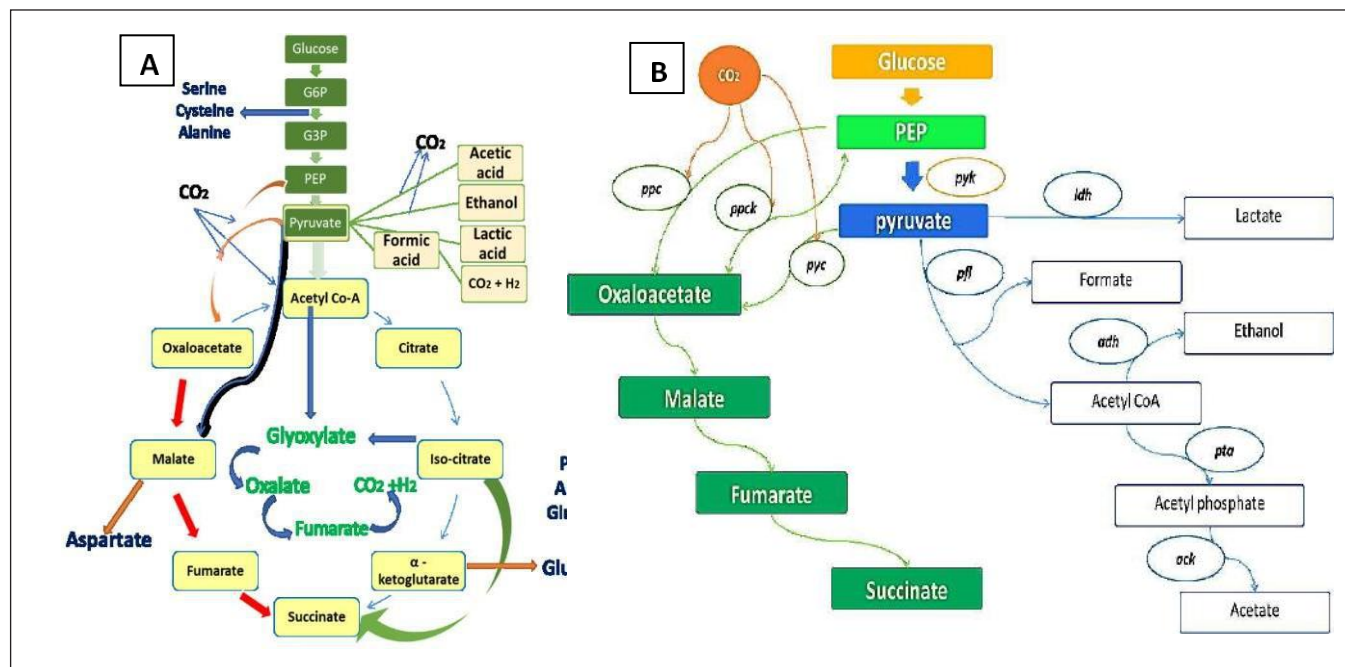 A
Glucose
G6P
Serine
Cysteine
Alanine
G3P
CO₂
PEP
Acetic
acid
Ethanol
CO₂
Pyruvate
Formic
acid
Lactic
acid
CO₂ + H₂
Acetyl Co-A
Oxaloacetate
Citrate
Glyoxylate
Malate
Iso-citrate
Oxalate
CO₂ +H₂
Fumarate
Aspartate
Fumarate
α -
ketoglutarate
Succinate
B
CO₂
Glucose
PEP
ppc
ppck
pyk
ldh
pyruvate
Lactate
pyc
pfl
Oxaloacetate
Formate
adh
Ethanol
Malate
Acetyl CoA
pta
Fumarate
Acetyl phosphate
ack
Succinate
Acetate